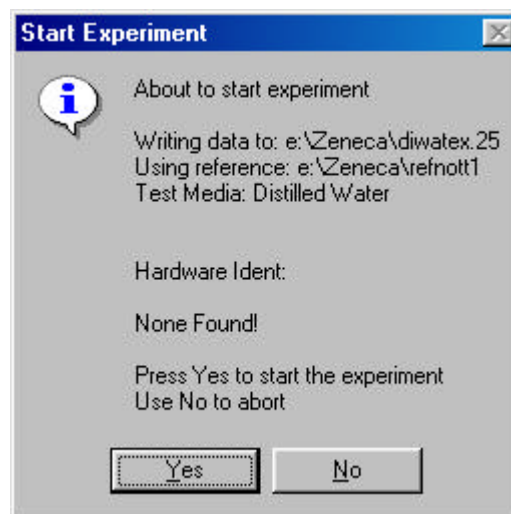 Start Experiment
About to start experiment
Writing data to: e:\Zeneca\diwatex.25
Using reference: e:\Zeneca\refnott1
Test Media: Distilled Water
Hardware Ident:
None Found!
Press Yes to start the experiment
Use No to abort
Yes No